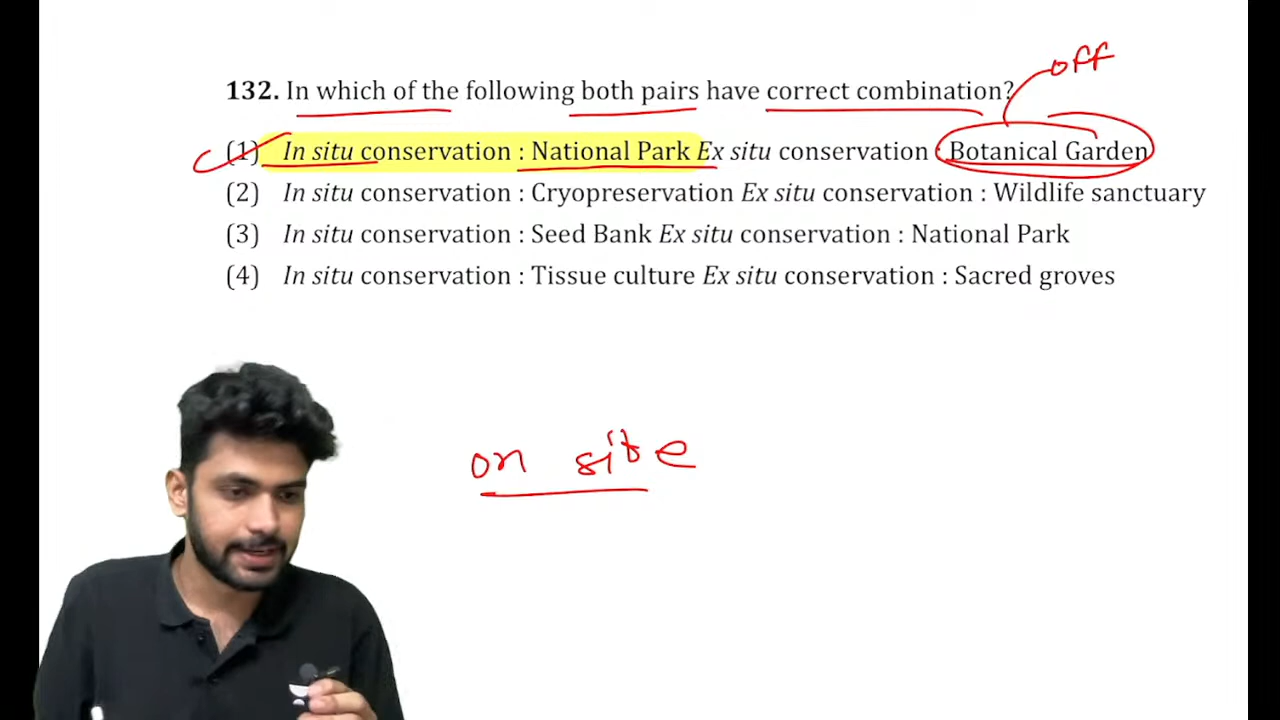 off
132. In which of the following both pairs have correct combination?
(1) In situ conservation : National Park Ex situ conservation : Botanical Garden
(2) In situ conservation : Cryopreservation Ex situ conservation : Wildlife sanctuary
(3) In situ conservation : Seed Bank Ex situ conservation : National Park
(4) In situ conservation : Tissue culture Ex situ conservation : Sacred groves
on site